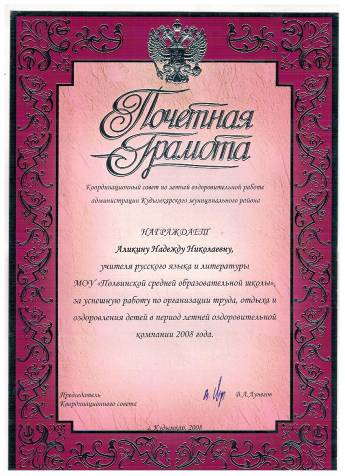 Почетная
Грамота
Координационный совет по летней оздоровительной работе
администрации Кудымкарского муниципального района
НАГРАЖДАЕТ
Аликину Надежду Николаевну,
учителя русского языка и литературы
МОУ «Полвинской средней образовательной школы»,
за успешную работу по организации труда, отдыха и
оздоровления детей в период летней оздоровительной
компании 2008 года.
Председатель
Координационного совета
В.А.Лунегов
г. Кудымкар, 2008